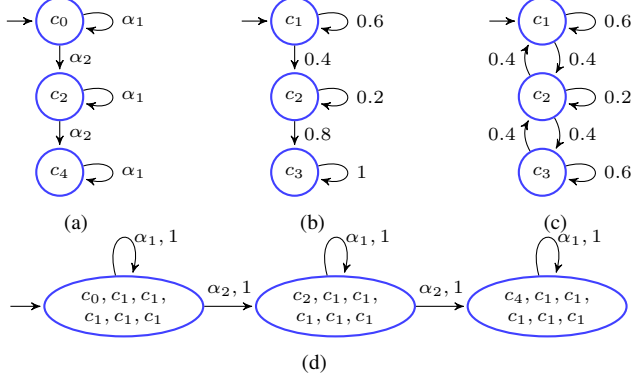 c₀ α₁
α₂
c₂ α₁
α₂
c₄ α₁
(a)
c₁ 0.6
0.4
c₂ 0.2
0.8
c₃ 1
(b)
c₁ 0.6
0.4 0.4
c₂ 0.2
0.4 0.4
c₃ 0.6
(c)
α₁, 1
c₀, c₁, c₁,
c₁, c₁, c₁
α₂, 1
α₁, 1
c₂, c₁, c₁,
c₁, c₁, c₁
α₂, 1
α₁, 1
c₄, c₁, c₁,
c₁, c₁, c₁
(d)